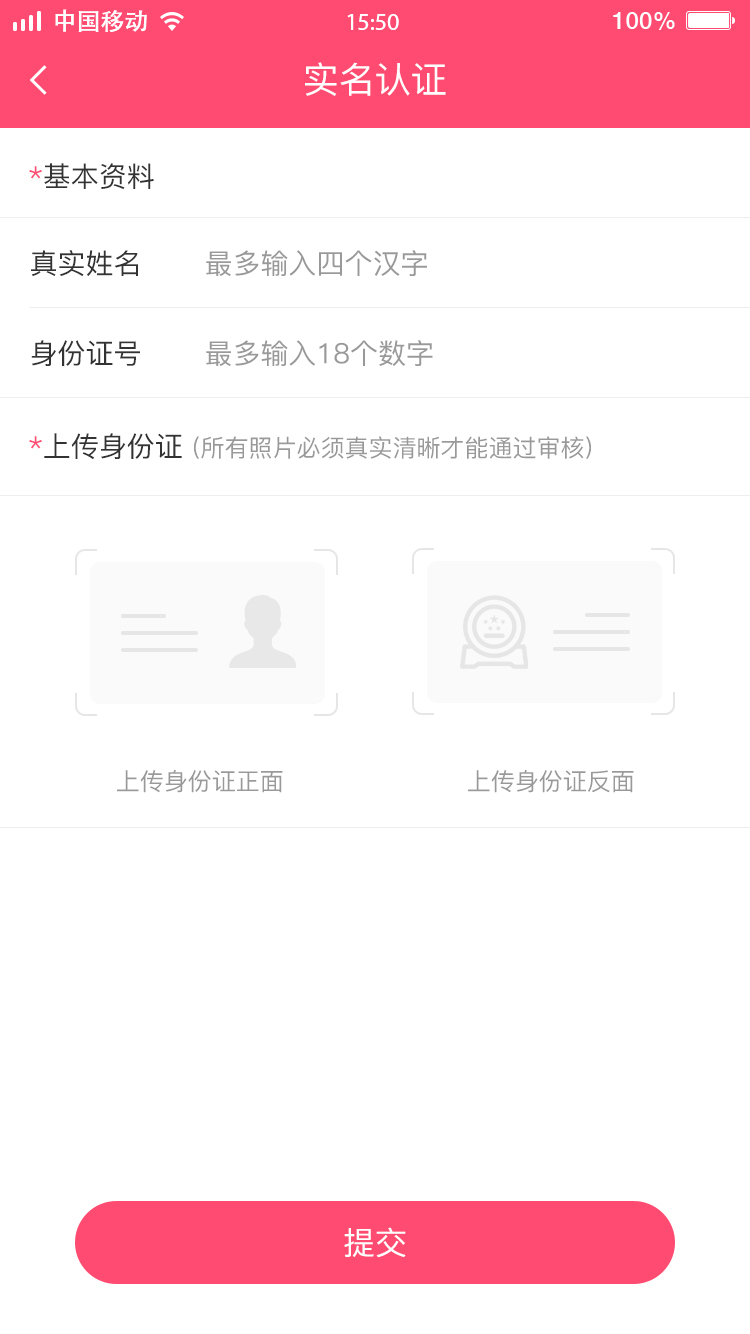 中国移动 15:50 100%
实名认证
*基本资料
真实姓名 最多输入四个汉字
身份证号 最多输入18个数字
*上传身份证 (所有照片必须真实清晰才能通过审核)
上传身份证正面 上传身份证反面
提交